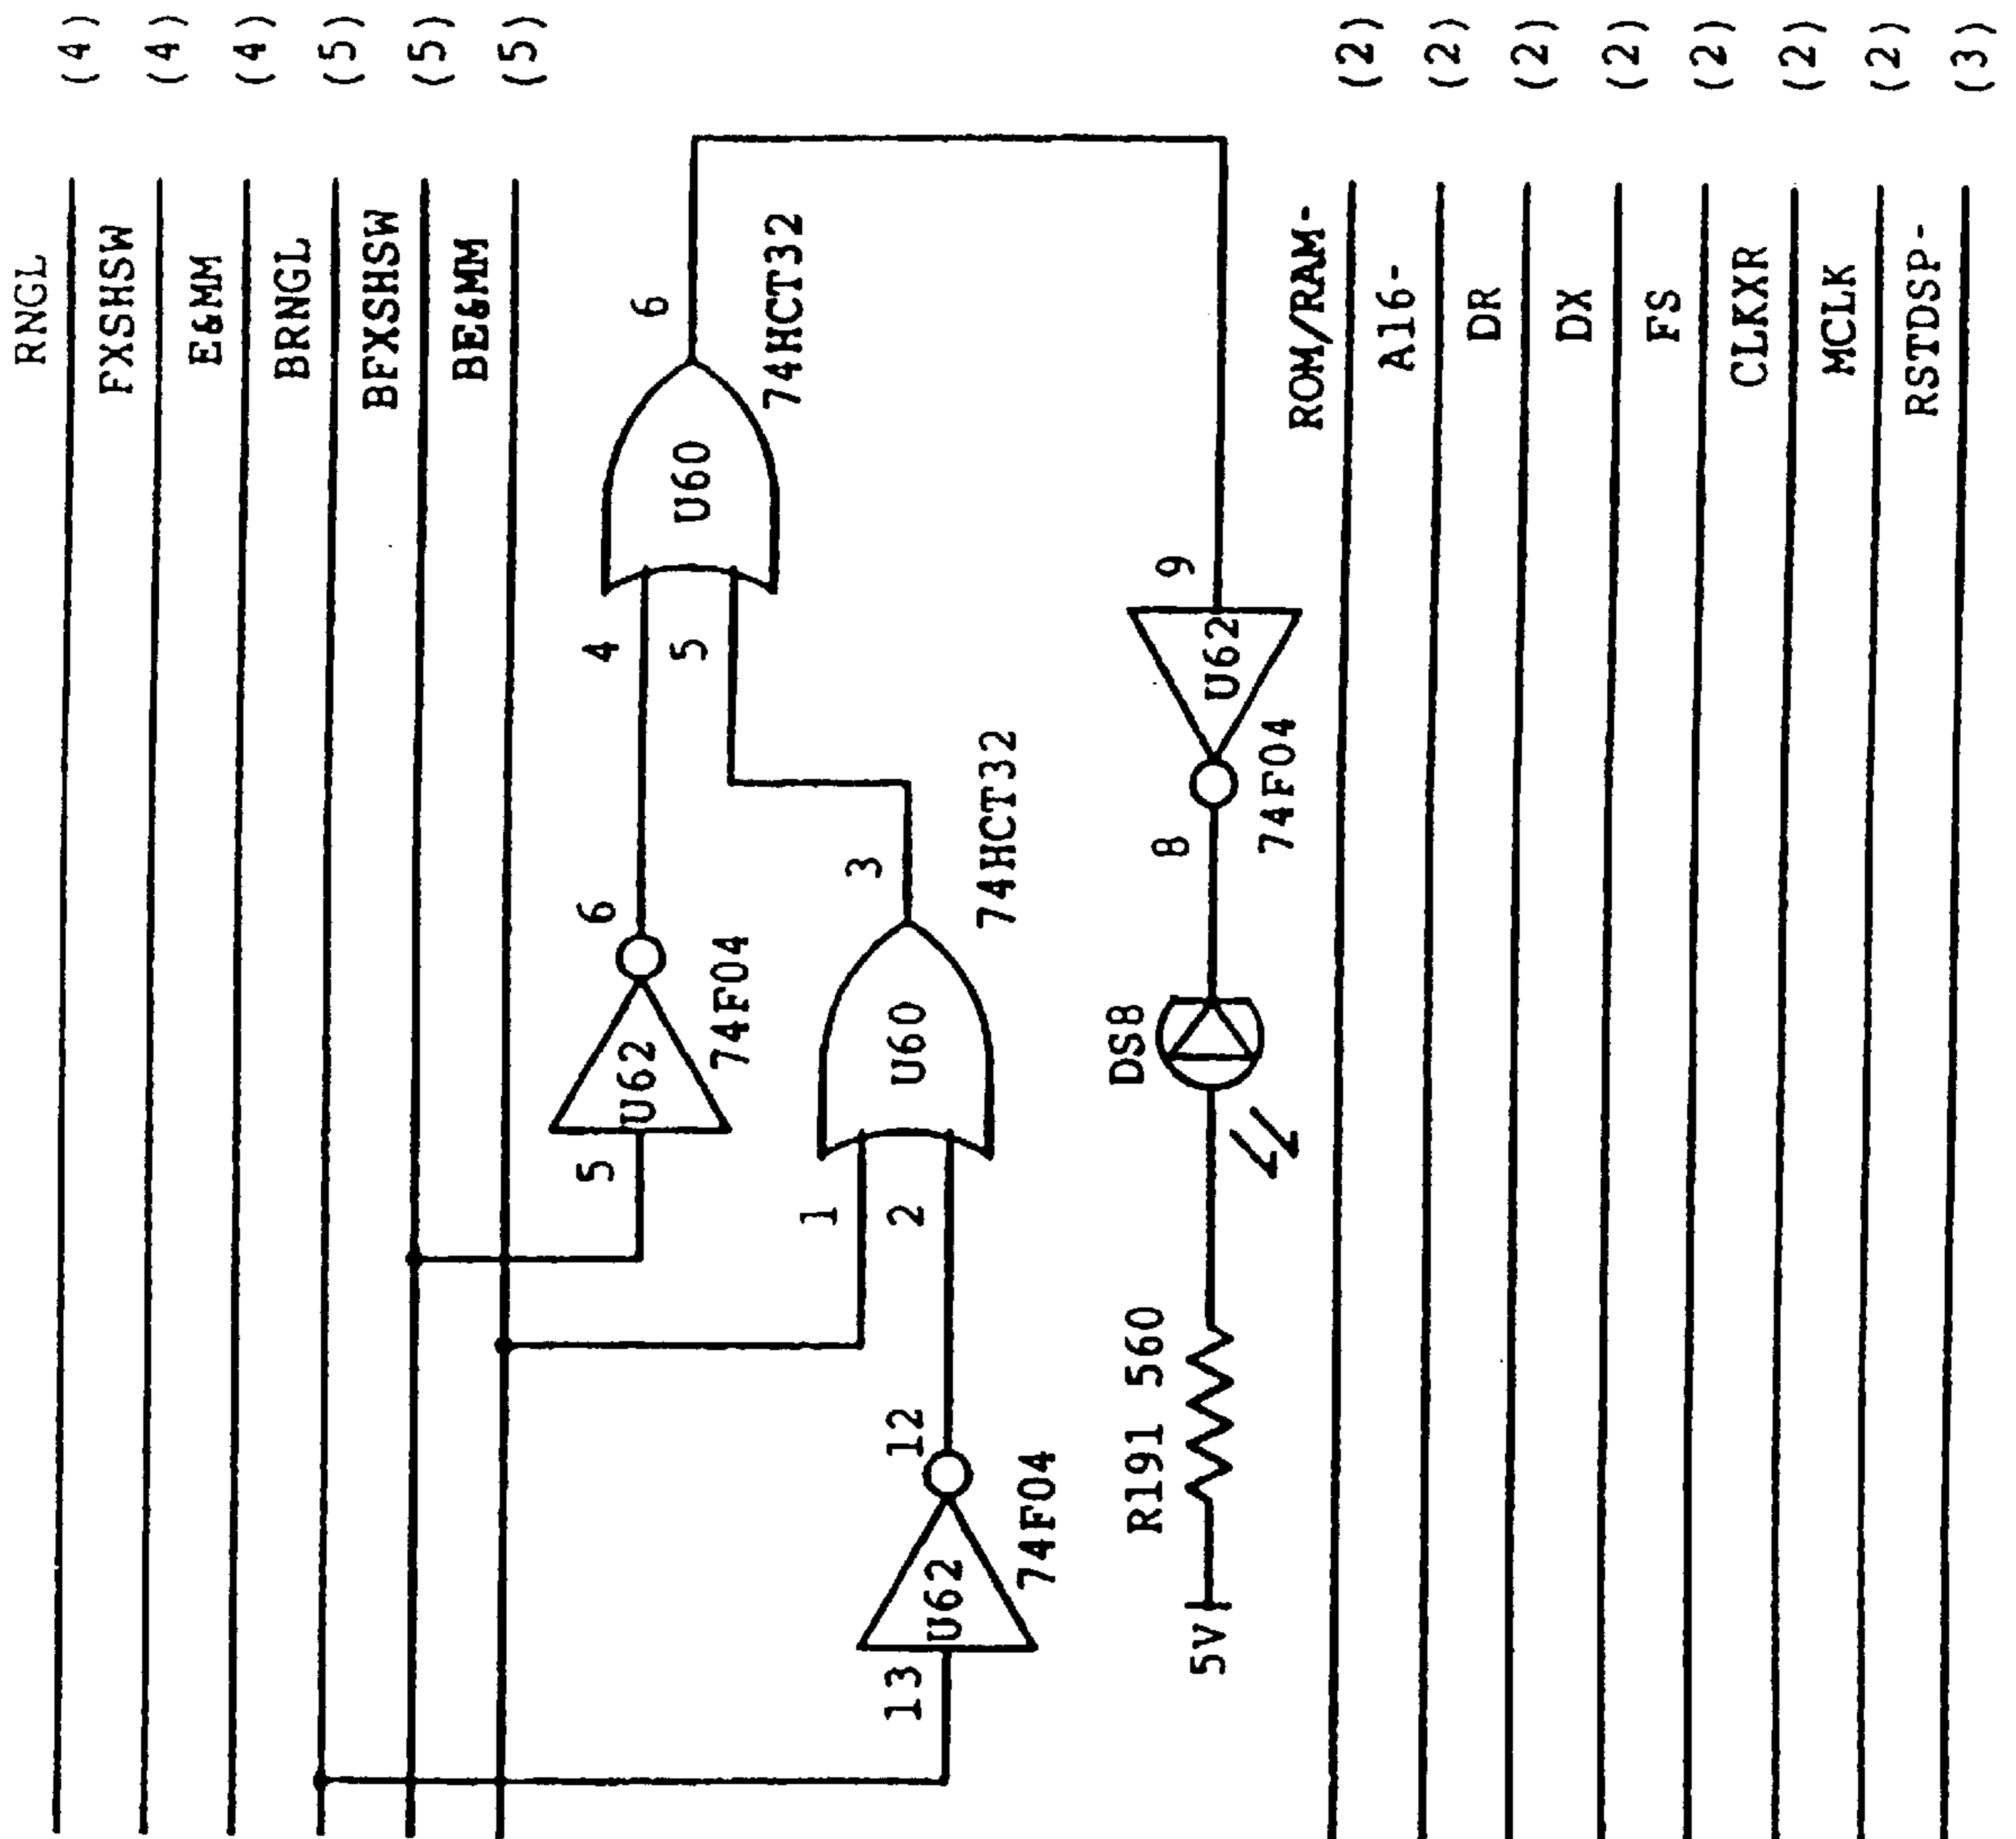 RNGL (4)
FXSHSW (4)
E&MM (4)
BRNGL (5)
BFXSHSW (5)
BE&MM (5)
5 U62 6
74F04
4
5
U60 6
74HCT32
1
2
U60 3
74HCT32
13 U62 12
74F04
R191 560
5V
DS8
8 U62 9
74F04
ROM/RAM- (2)
A16- (2)
DR (2)
DX (2)
FS (2)
CLKXR (2)
MCLK (2)
RSTDSP- (3)